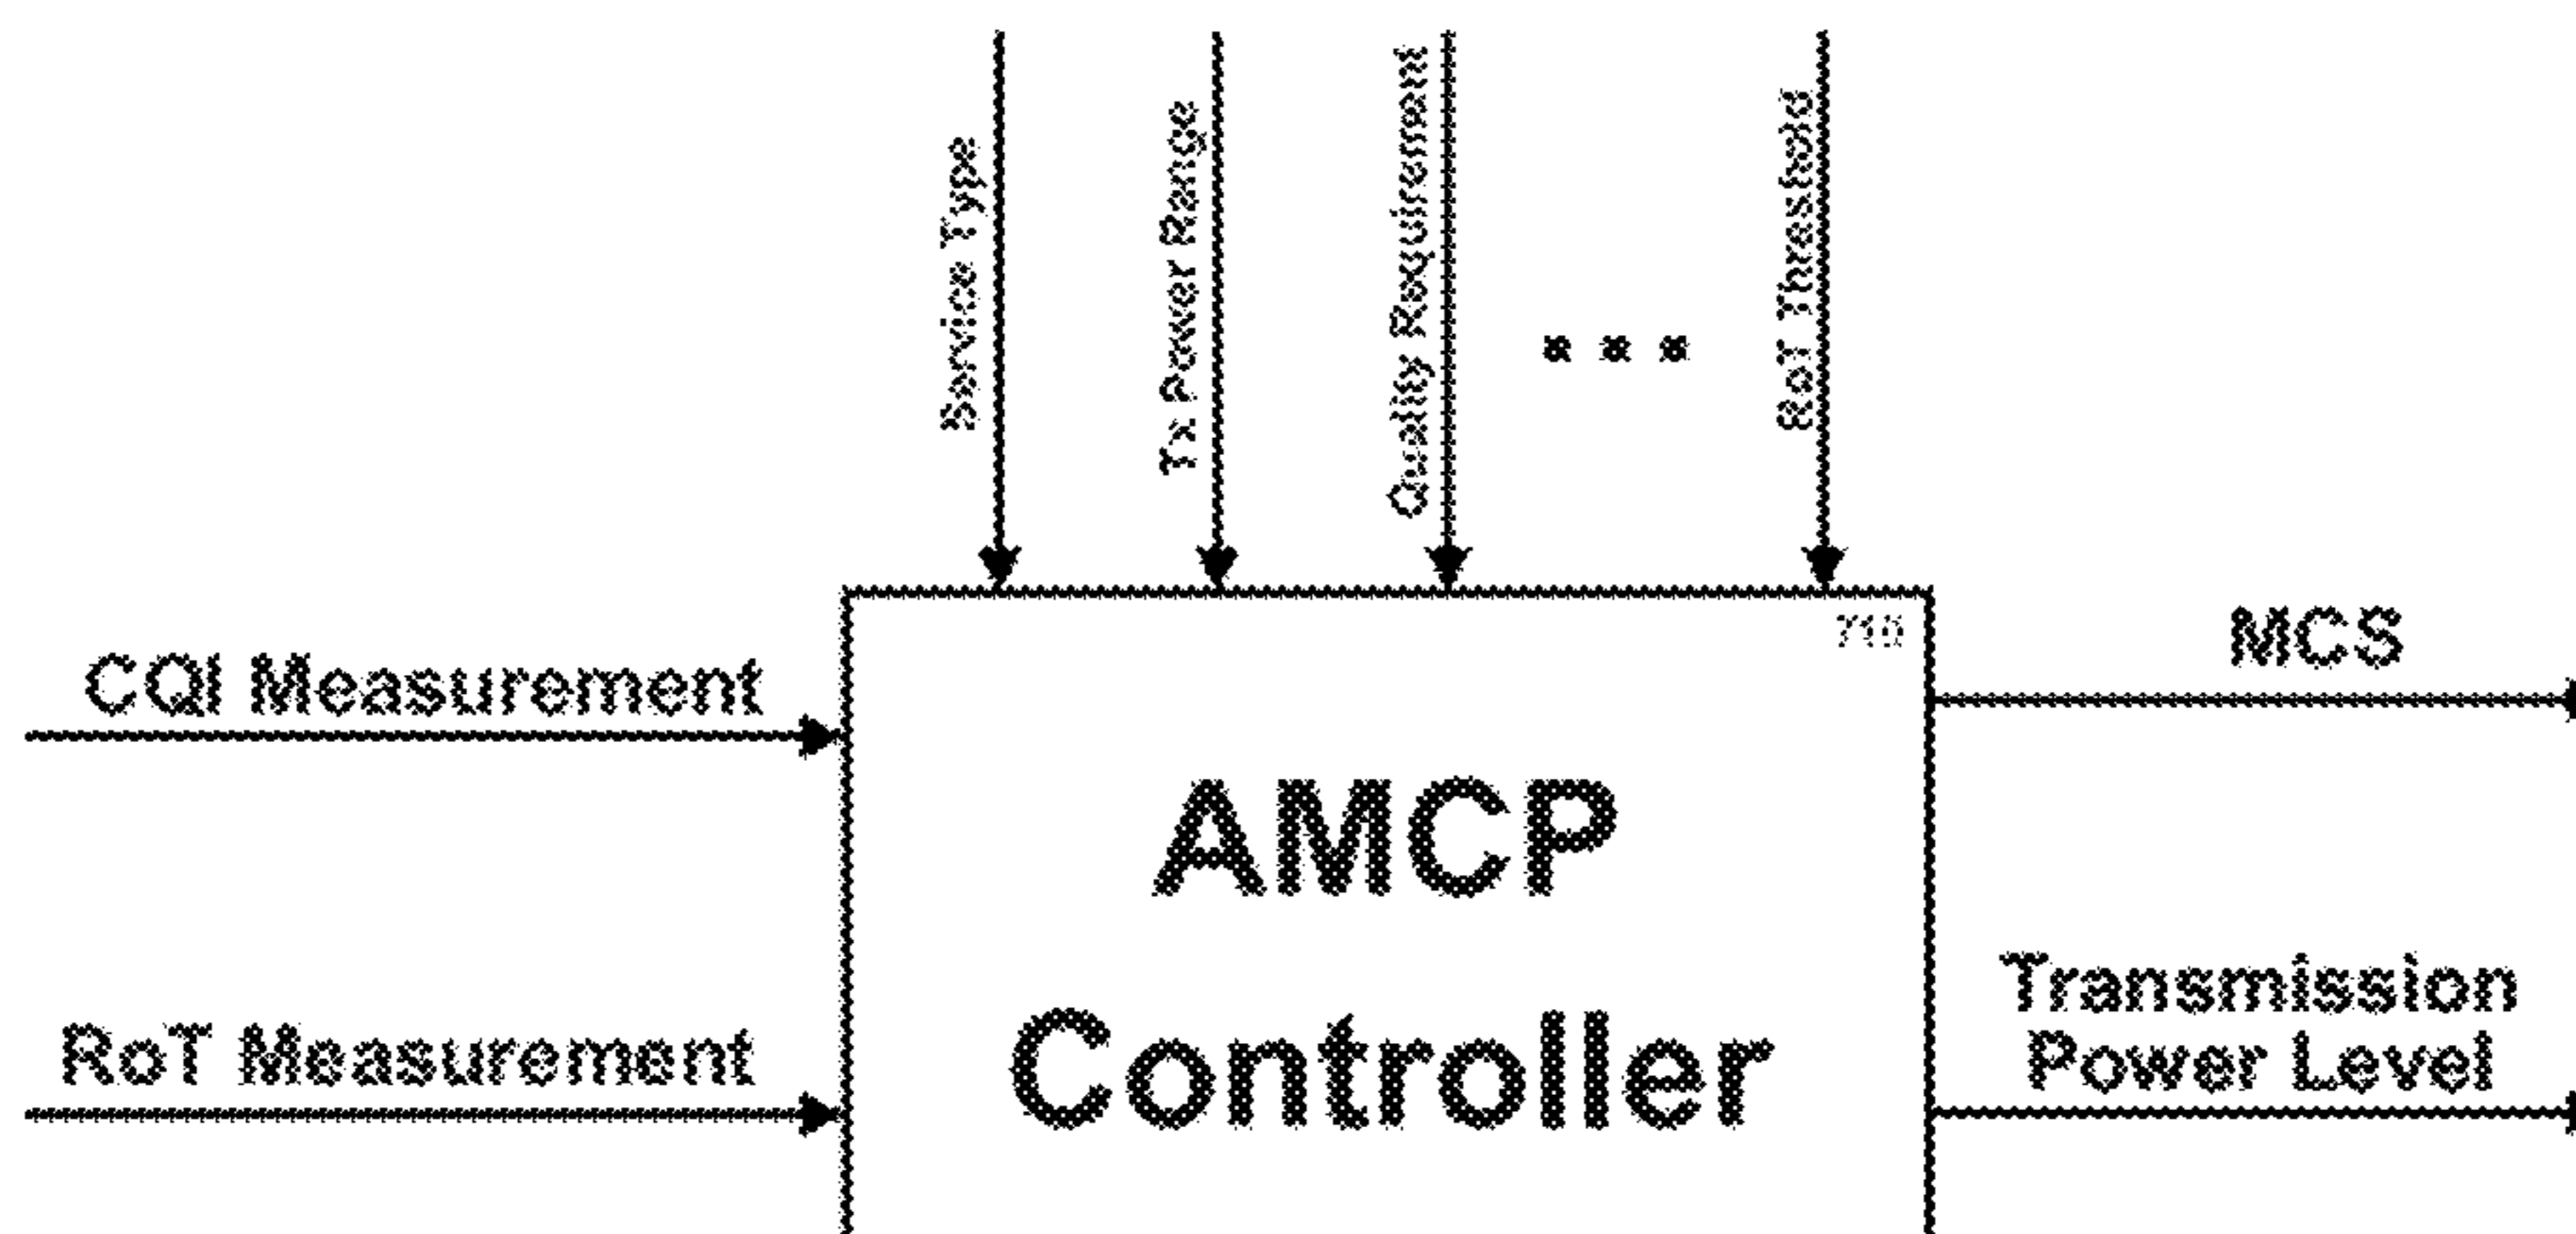 Service Type
Tx Power Range
Quality Requirement
...
RoT Threshold
710
CQI Measurement
MCS
AMCP
Controller
RoT Measurement
Transmission
Power Level